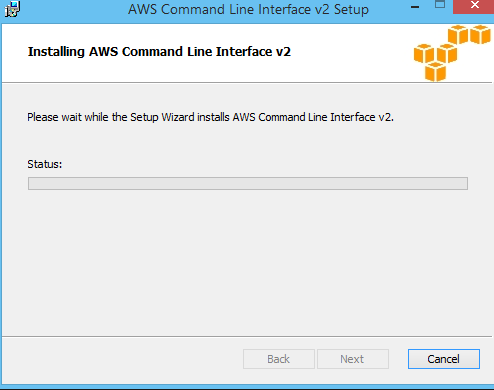 AWS Command Line Interface v2 Setup
Installing AWS Command Line Interface v2
Please wait while the Setup Wizard installs AWS Command Line Interface v2.
Status:
Back Next Cancel